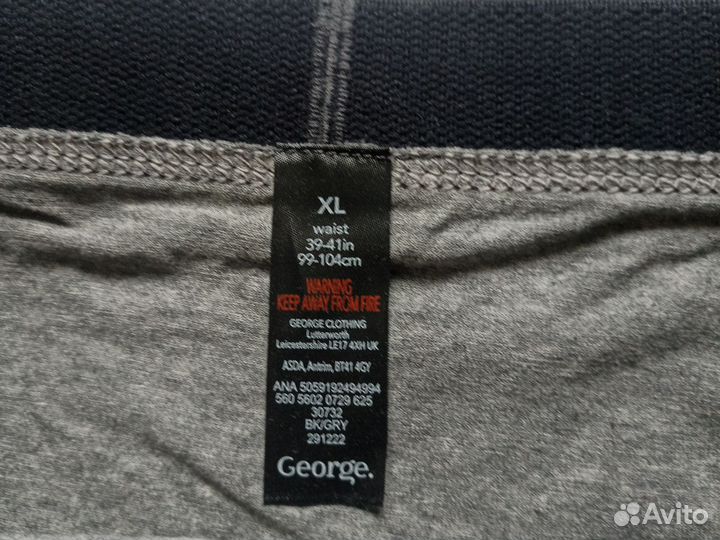 XL
waist
39-41in
99-104cm
WARNING
KEEP AWAY FROM FIRE
GEORGE CLOTHING
Lutterworth
Leicestershire LE17 4XH UK
ASDA, Antrim, BT41 4GY
ANA 5059192494994
560 5602 0729 625
30732
BK/GRY
291222
George.
Avito